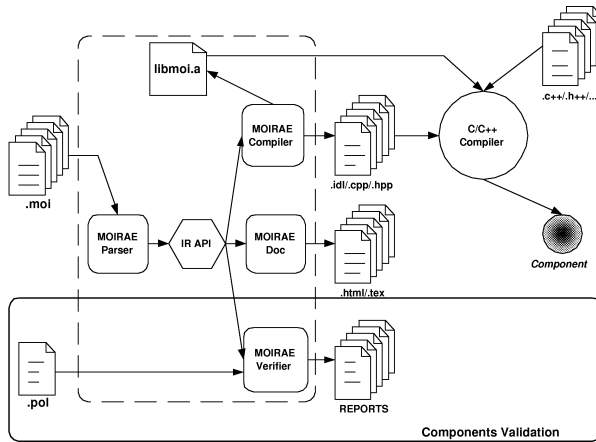 libmoi.a
.c++/.h++/...
MOIRAE
Compiler
C/C++
Compiler
.idl/.cpp/.hpp
.moi
MOIRAE
Parser
IR API
MOIRAE
Doc
Component
.html/.tex
MOIRAE
Verifier
.pol
REPORTS
Components Validation